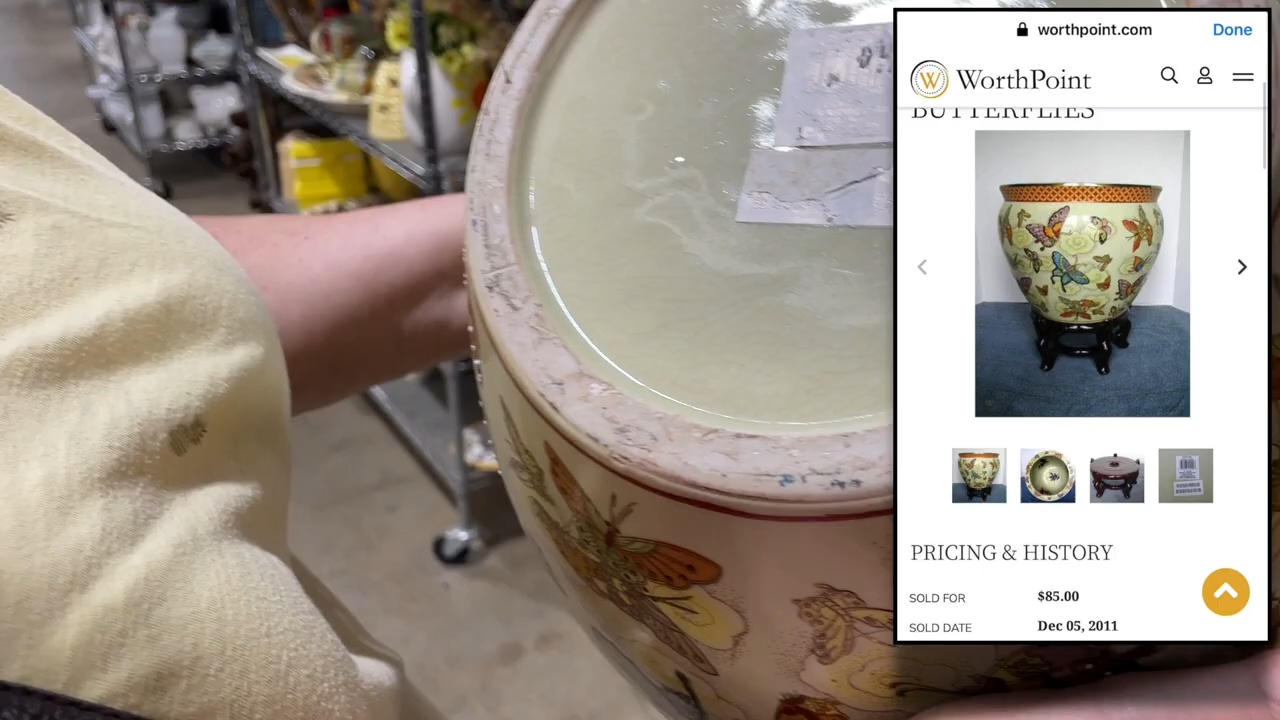 worthpoint.com
Done
W WorthPoint
BUTTERFLIES
PRICING & HISTORY
SOLD FOR $85.00
SOLD DATE Dec 05, 2011